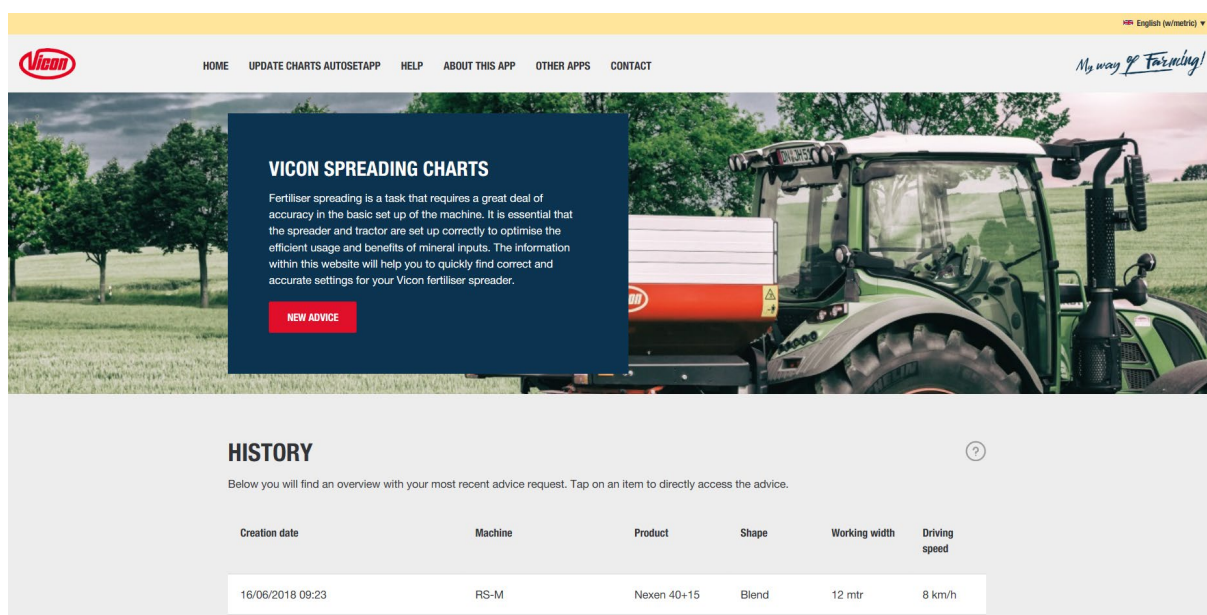 English (w/metric) ▼
Vicon
HOME UPDATE CHARTS AUTOSETAPP HELP ABOUT THIS APP OTHER APPS CONTACT
My way of Farming!
VICON SPREADING CHARTS
Fertiliser spreading is a task that requires a great deal of
accuracy in the basic set up of the machine. It is essential that
the spreader and tractor are set up correctly to optimise the
efficient usage and benefits of mineral inputs. The information
within this website will help you to quickly find correct and
accurate settings for your Vicon fertiliser spreader.
NEW ADVICE
HISTORY
?
Below you will find an overview with your most recent advice request. Tap on an item to directly access the advice.
Creation date Machine Product Shape Working width Driving
speed
16/06/2018 09:23 RS-M Nexen 40+15 Blend 12 mtr 8 km/h